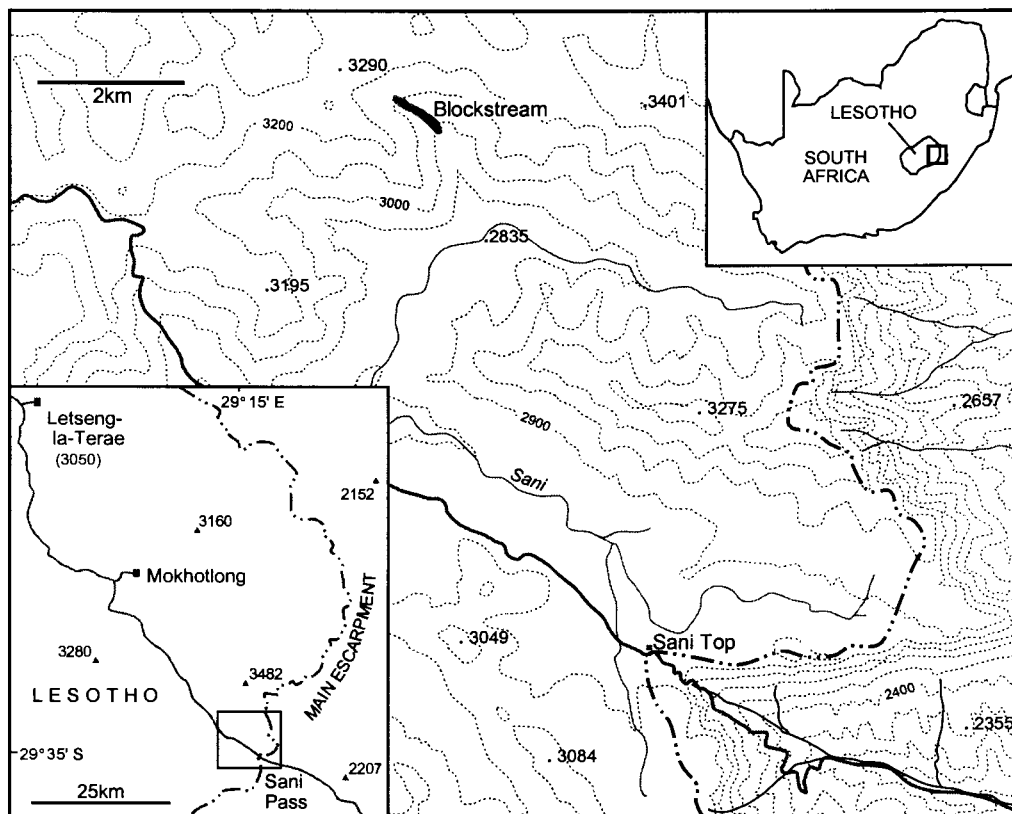 3290
2km
Blockstream
3401
3200
LESOTHO
SOUTH
AFRICA
3000
2835
3195
3275
2657
2900
Sani
3049
Sani Top
2400
2355
3084
29° 15' E
Letseng-
la-Terae
(3050)
2152
3160
Mokhotlong
MAIN ESCARPMENT
3280
3482
LESOTHO
29° 35' S
Sani
Pass
2207
25km